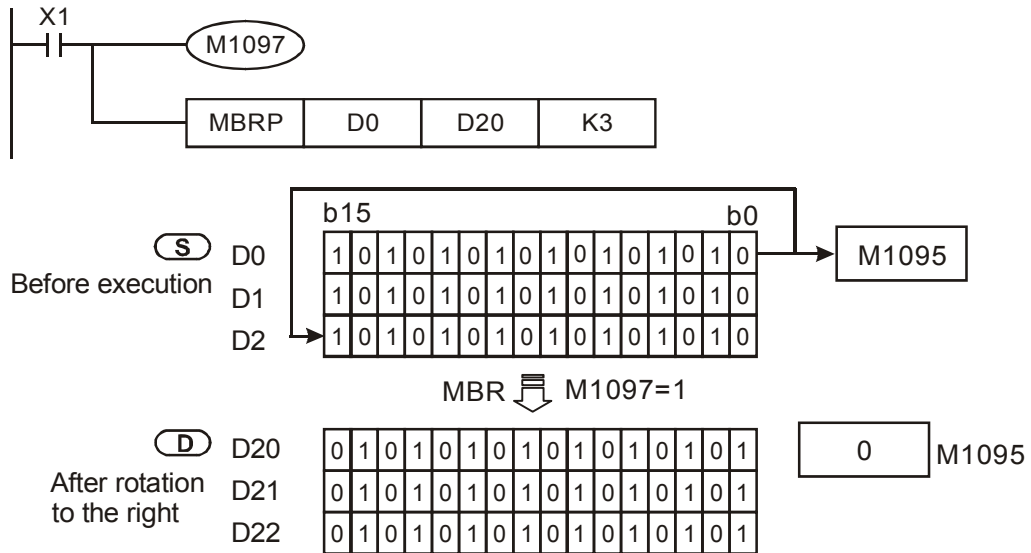 X1
M1097
MBRP D0 D20 K3
b15 b0
S D0 1 0 1 0 1 0 1 0 1 0 1 0 1 0 1 0 M1095
Before execution D1 1 0 1 0 1 0 1 0 1 0 1 0 1 0 1 0
D2 1 0 1 0 1 0 1 0 1 0 1 0 1 0 1 0
MBR M1097=1
D D20 0 1 0 1 0 1 0 1 0 1 0 1 0 1 0 1 0 M1095
After rotation D21 0 1 0 1 0 1 0 1 0 1 0 1 0 1 0 1
to the right D22 0 1 0 1 0 1 0 1 0 1 0 1 0 1 0 1